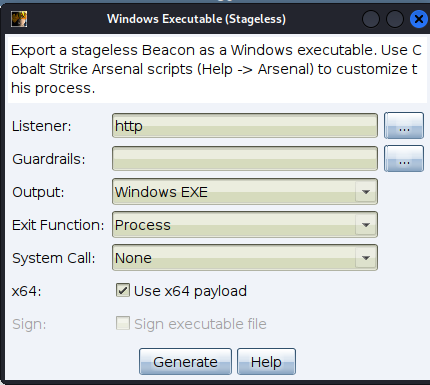 Windows Executable (Stageless)
Export a stageless Beacon as a Windows executable. Use C
obalt Strike Arsenal scripts (Help -> Arsenal) to customize t
his process.
Listener: http ...
Guardrails: ...
Output: Windows EXE
Exit Function: Process
System Call: None
x64: Use x64 payload
Sign: Sign executable file
Generate Help